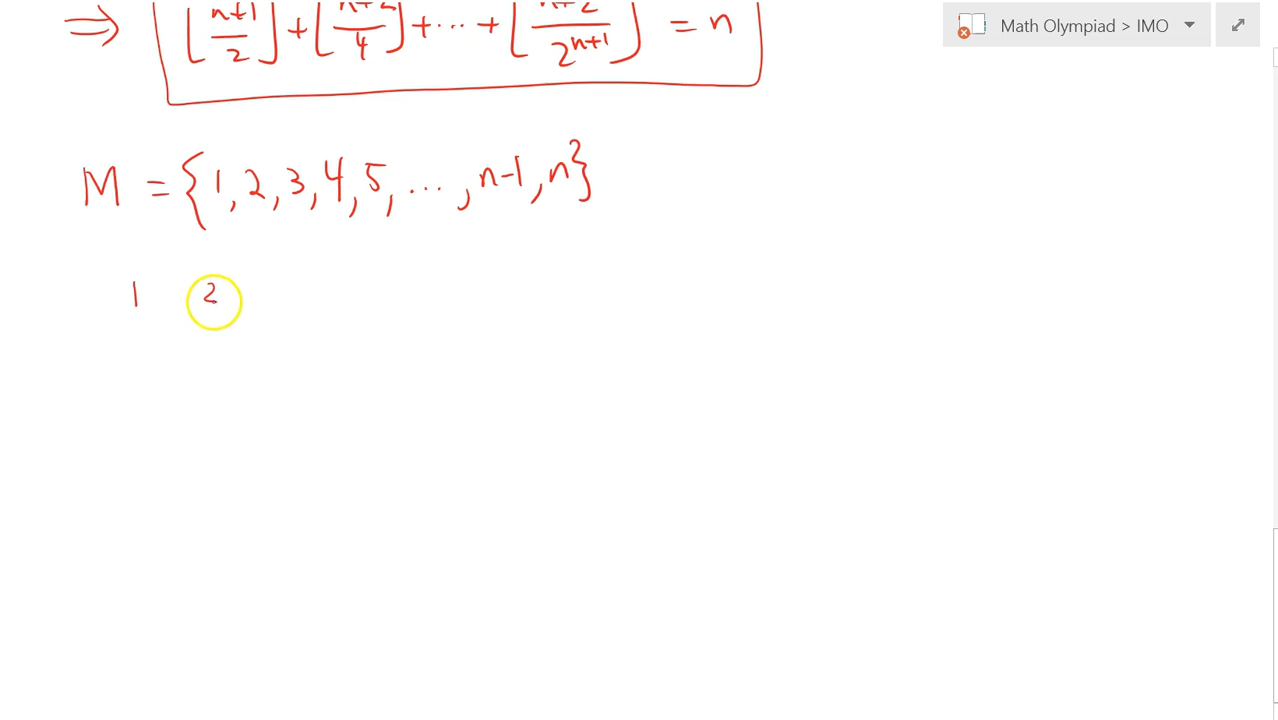 Math Olympiad > IMO
⇒ ⌊n+1/2⌋ + ⌊n+2/4⌋ + ⋯ + ⌊n+2/2^(n+1)⌋ = n
M = {1, 2, 3, 4, 5, ..., n-1, n}
1 2